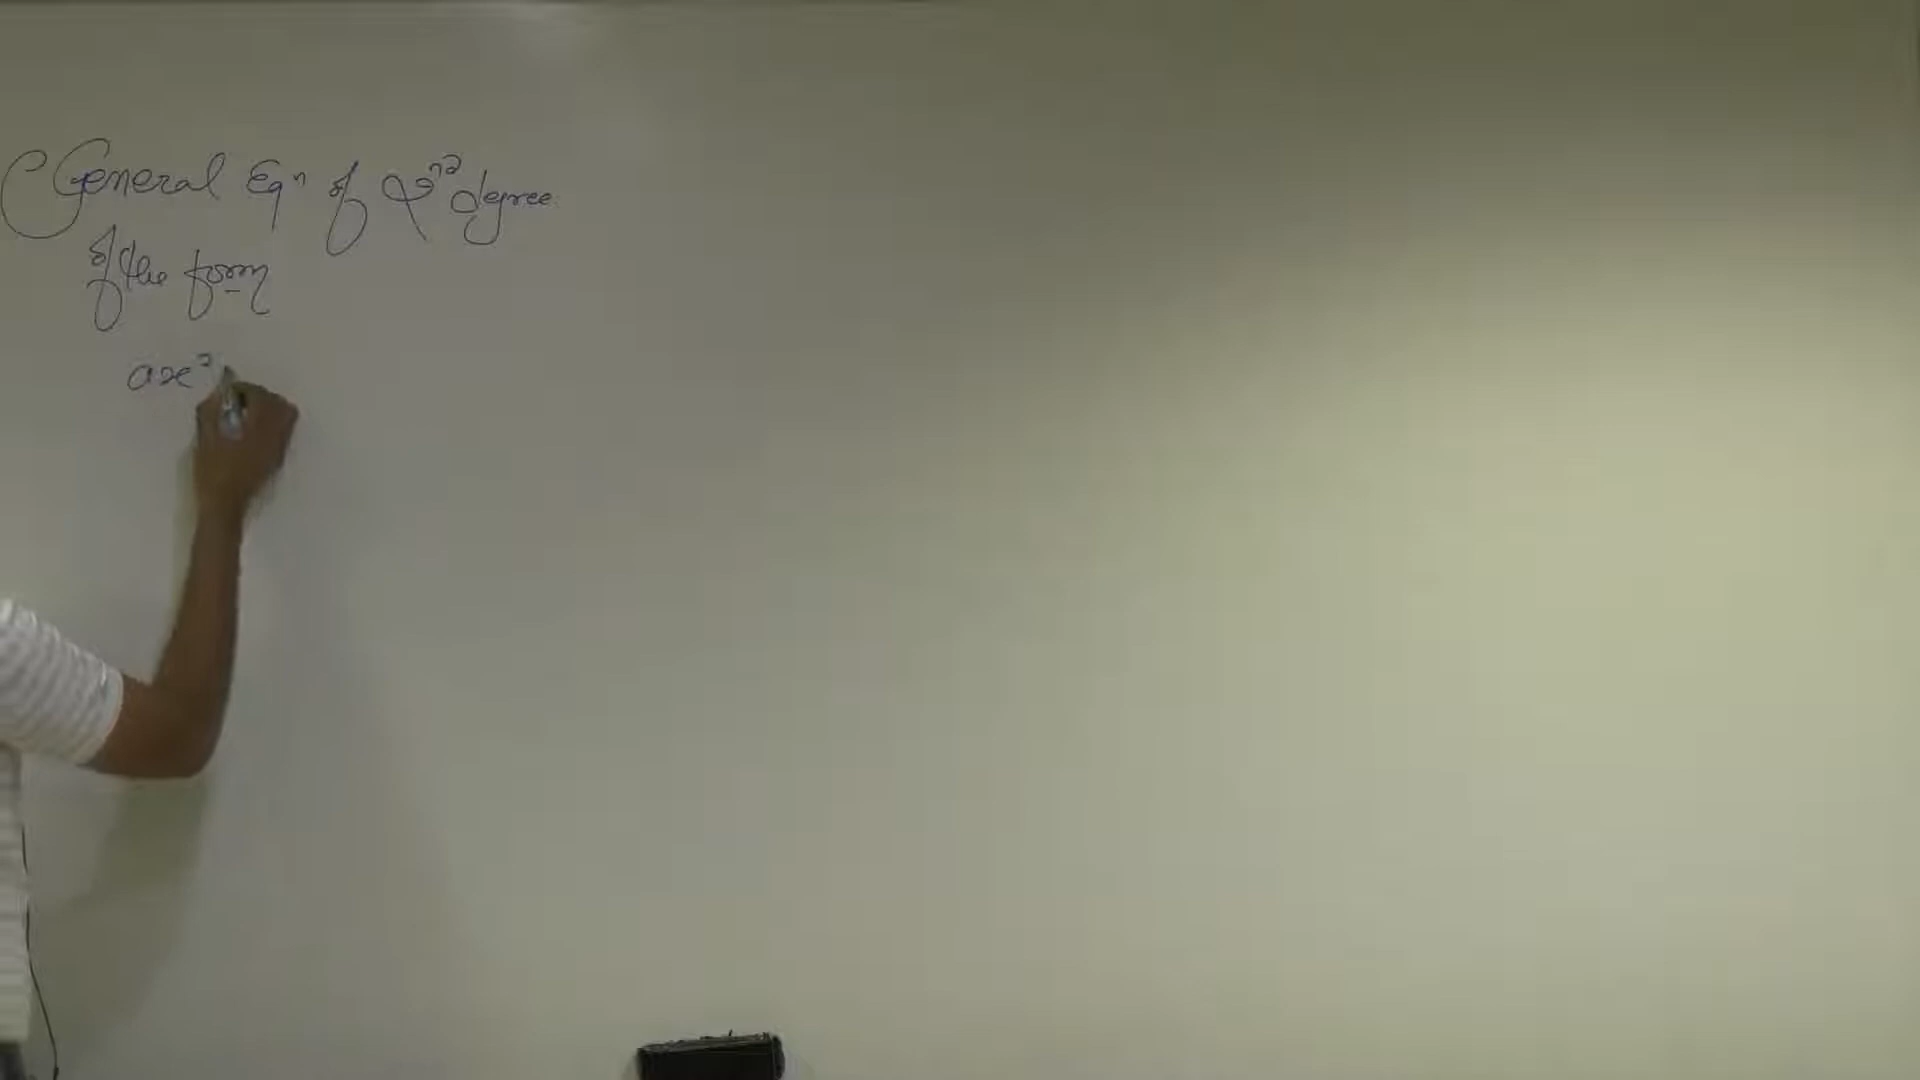 General Eqⁿ of 2ⁿᵈ degree
of the form
ax²